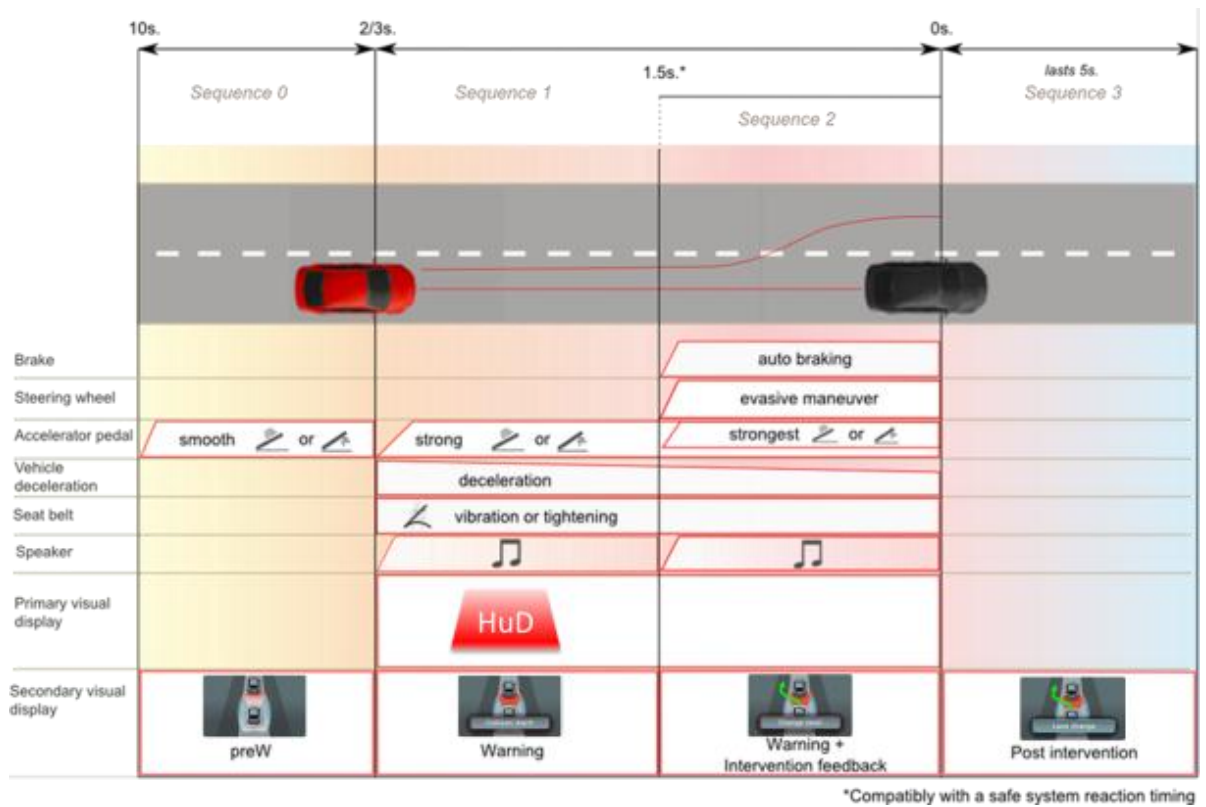 10s.
2/3s.
0s.
1.5s.*
lasts 5s.
Sequence 0
Sequence 1
Sequence 3
Sequence 2
Brake
auto braking
Steering wheel
evasive maneuver
Accelerator pedal
smooth or
strong or
strongest or
Vehicle
deceleration
deceleration
Seat belt
vibration or tightening
Speaker
Primary visual
display
HuD
Secondary visual
display
preW
Warning
Warning +
Intervention feedback
Post intervention
*Compatibly with a safe system reaction timing